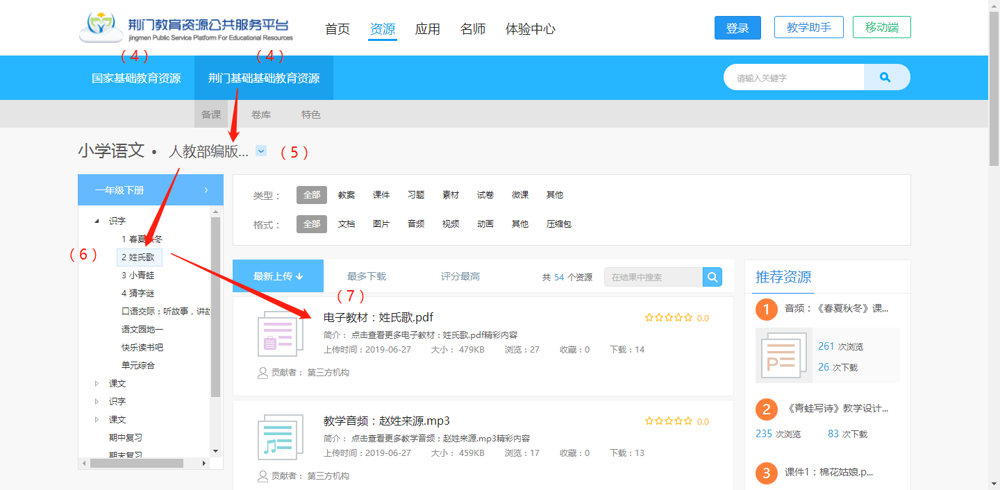 荆门教育资源公共服务平台
Jingmen Public Service Platform For Educational Resources
首页 资源 应用 名师 体验中心 登录 教学助手 移动端
（4） （4）
国家基础教育资源 荆门基础基础教育资源 请输入关键字
备课 卷库 特色
小学语文 • 人教部编版... （5）
一年级下册
识字
1 春夏秋冬
（6）
2 姓氏歌
3 小青蛙
4 猜字谜
口语交际：听故事，讲故
语文园地一
快乐读书吧
单元综合
课文
识字
课文
期中复习
期末复习
类型： 全部 教案 课件 习题 素材 试卷 微课 其他
格式： 全部 文档 图片 音频 视频 动画 其他 压缩包
最新上传 最多下载 评分最高 共 54 个资源 在结果中搜索
（7）
电子教材：姓氏歌.pdf 0.0
简介： 点击查看更多电子教材：姓氏歌.pdf精彩内容
上传时间：2019-06-27 大小： 479KB 浏览：27 收藏：0 下载：14
贡献者： 第三方机构
教学音频：赵姓来源.mp3 0.0
简介： 点击查看更多教学音频：赵姓来源.mp3精彩内容
上传时间：2019-06-27 大小： 459KB 浏览：17 收藏：0 下载：13
贡献者： 第三方机构
推荐资源
1 音频：《春夏秋冬》课...
P
261 次浏览
26 次下载
2 《青蛙写诗》教学设计...
235 次浏览 83 次下载
3 课件1：棉花姑娘.p...